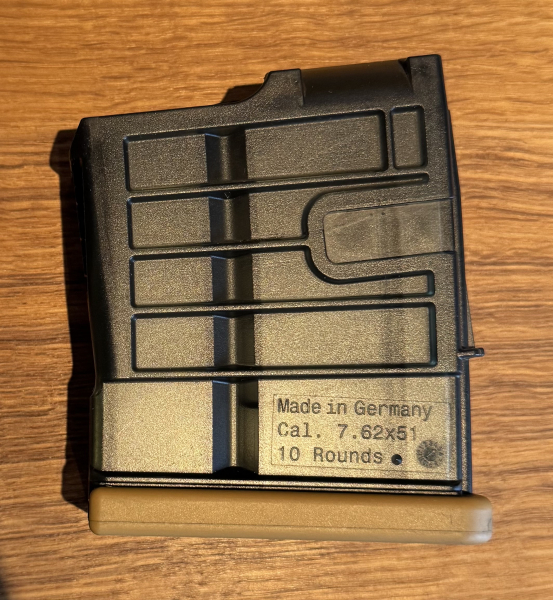 Made in Germany
Cal. 7.62x51
10 Rounds